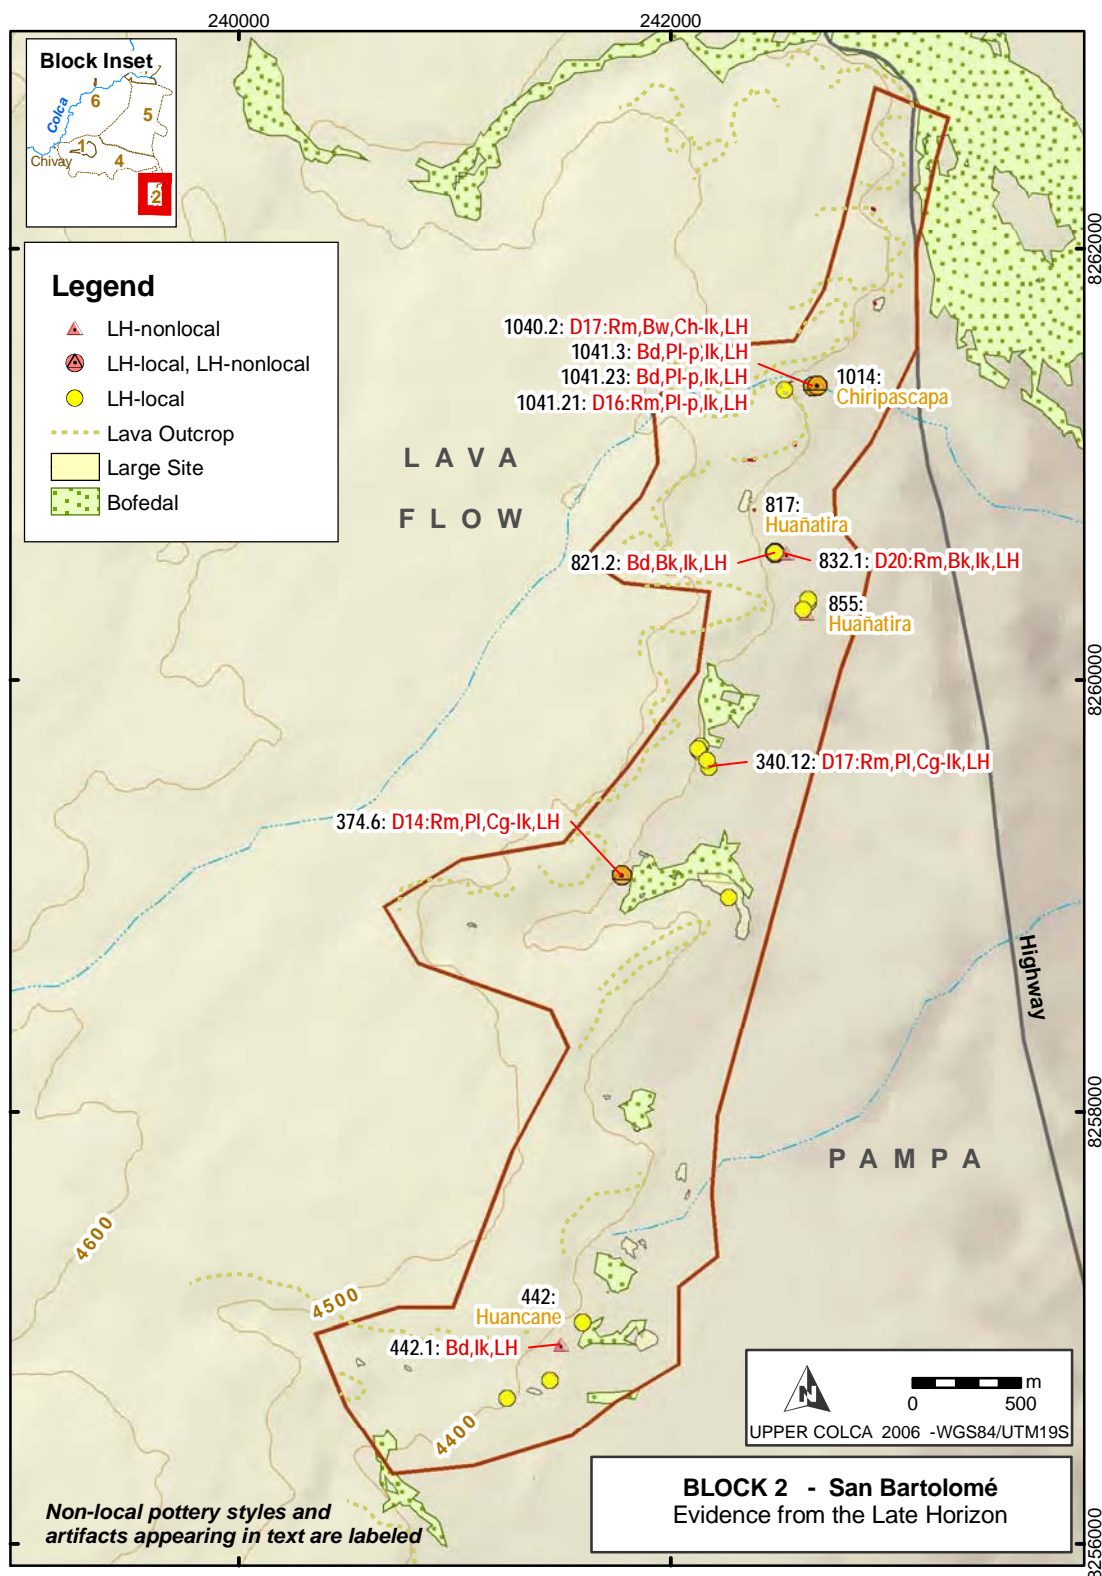 240000
242000
Block Inset
Colca
6
5
1
Chivay
4
2
8262000
Legend
LH-nonlocal
LH-local, LH-nonlocal
LH-local
Lava Outcrop
Large Site
Bofedal
1040.2: D17:Rm,Bw,Ch-Ik,LH
1041.3: Bd,Pl-p,Ik,LH
1041.23: Bd,Pl-p,Ik,LH
1041.21: D16:Rm,Pl-p,Ik,LH
1014:
Chiripascapa
LAVA
FLOW
817:
Huañatira
821.2: Bd,Bk,Ik,LH
832.1: D20:Rm,Bk,Ik,LH
855:
Huañatira
8260000
340.12: D17:Rm,Pl,Cg-Ik,LH
374.6: D14:Rm,Pl,Cg-Ik,LH
Highway
8258000
PAMPA
4600
4500
442:
Huancane
442.1: Bd,Ik,LH
4400
m
0 500
UPPER COLCA 2006 -WGS84/UTM19S
BLOCK 2 - San Bartolomé
Evidence from the Late Horizon
Non-local pottery styles and
artifacts appearing in text are labeled
8256000